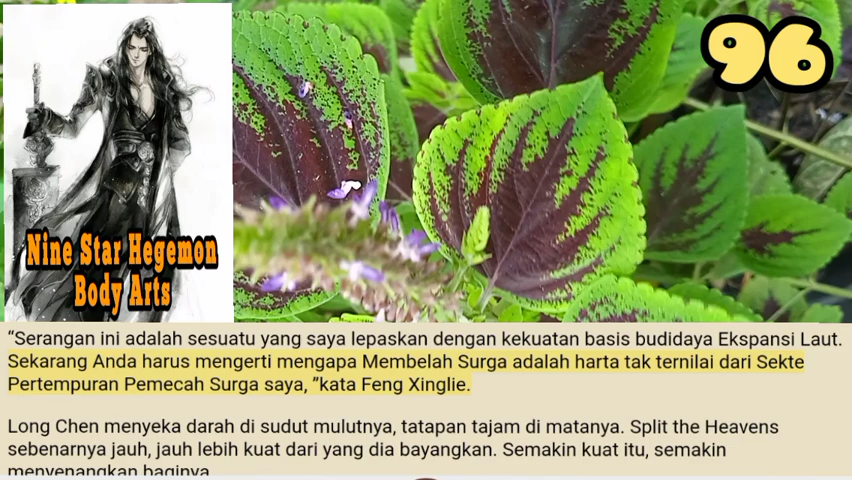 96
Nine Star Hegemon
Body Arts
“Serangan ini adalah sesuatu yang saya lepaskan dengan kekuatan basis budidaya Ekspansi Laut.
Sekarang Anda harus mengerti mengapa Membelah Surga adalah harta tak ternilai dari Sekte
Pertempuran Pemecah Surga saya, ”kata Feng Xinglie.
Long Chen menyeka darah di sudut mulutnya, tatapan tajam di matanya. Split the Heavens
sebenarnya jauh, jauh lebih kuat dari yang dia bayangkan. Semakin kuat itu, semakin
menyenangkan baginya